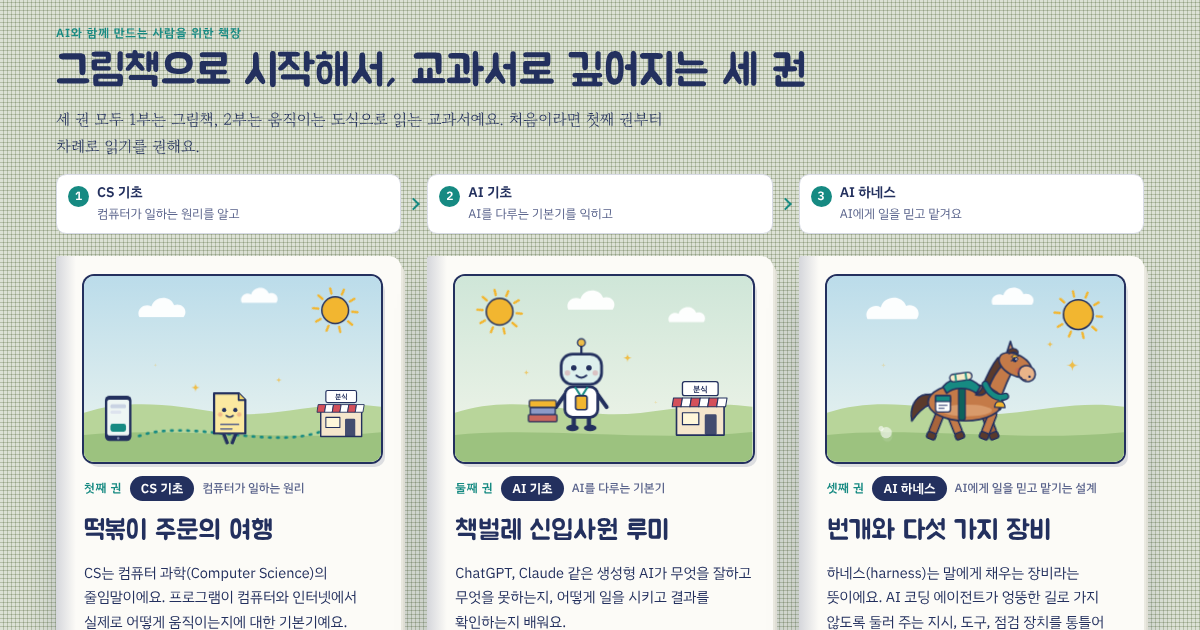 AI와 함께 만드는 사람을 위한 책장
그림책으로 시작해서, 교과서로 깊어지는 세 권
세 권 모두 1부는 그림책, 2부는 움직이는 도식으로 읽는 교과서예요. 처음이라면 첫째 권부터
차례로 읽기를 권해요.
1 CS 기초
컴퓨터가 일하는 원리를 알고
2 AI 기초
AI를 다루는 기본기를 익히고
3 AI 하네스
AI에게 일을 믿고 맡겨요
분식
첫째 권 CS 기초 컴퓨터가 일하는 원리
떡볶이 주문의 여행
CS는 컴퓨터 과학(Computer Science)의
줄임말이에요. 프로그램이 컴퓨터와 인터넷에서
실제로 어떻게 움직이는지에 대한 기본기예요.
분식
둘째 권 AI 기초 AI를 다루는 기본기
책벌레 신입사원 루미
ChatGPT, Claude 같은 생성형 AI가 무엇을 잘하고
무엇을 못하는지, 어떻게 일을 시키고 결과를
확인하는지 배워요.
셋째 권 AI 하네스 AI에게 일을 믿고 맡기는 설계
번개와 다섯 가지 장비
하네스(harness)는 말에게 채우는 장비라는
뜻이에요. AI 코딩 에이전트가 엉뚱한 길로 가지
않도록 둘러 주는 지시, 도구, 점검 장치를 통틀어